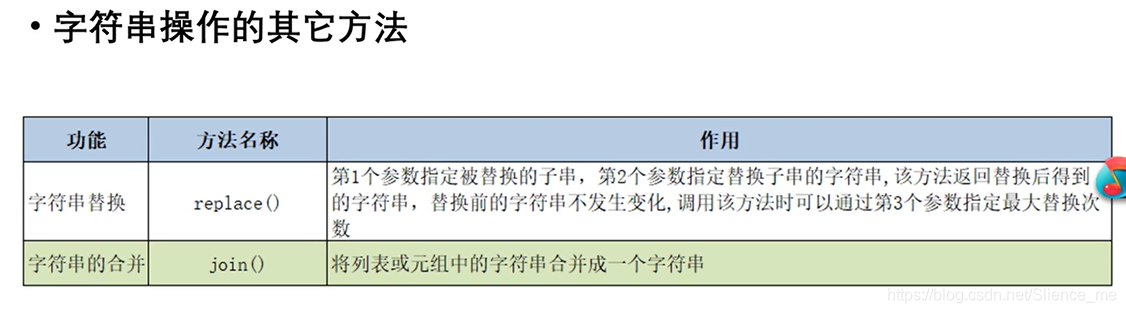 • 字符串操作的其它方法
功能 方法名称 作用
字符串替换 replace() 第1个参数指定被替换的子串，第2个参数指定替换子串的字符串,该方法返回替换后得到
的字符串，替换前的字符串不发生变化,调用该方法时可以通过第3个参数指定最大替换次
数
字符串的合并 join() 将列表或元组中的字符串合并成一个字符串
https://blog.csdn.net/Slience_me